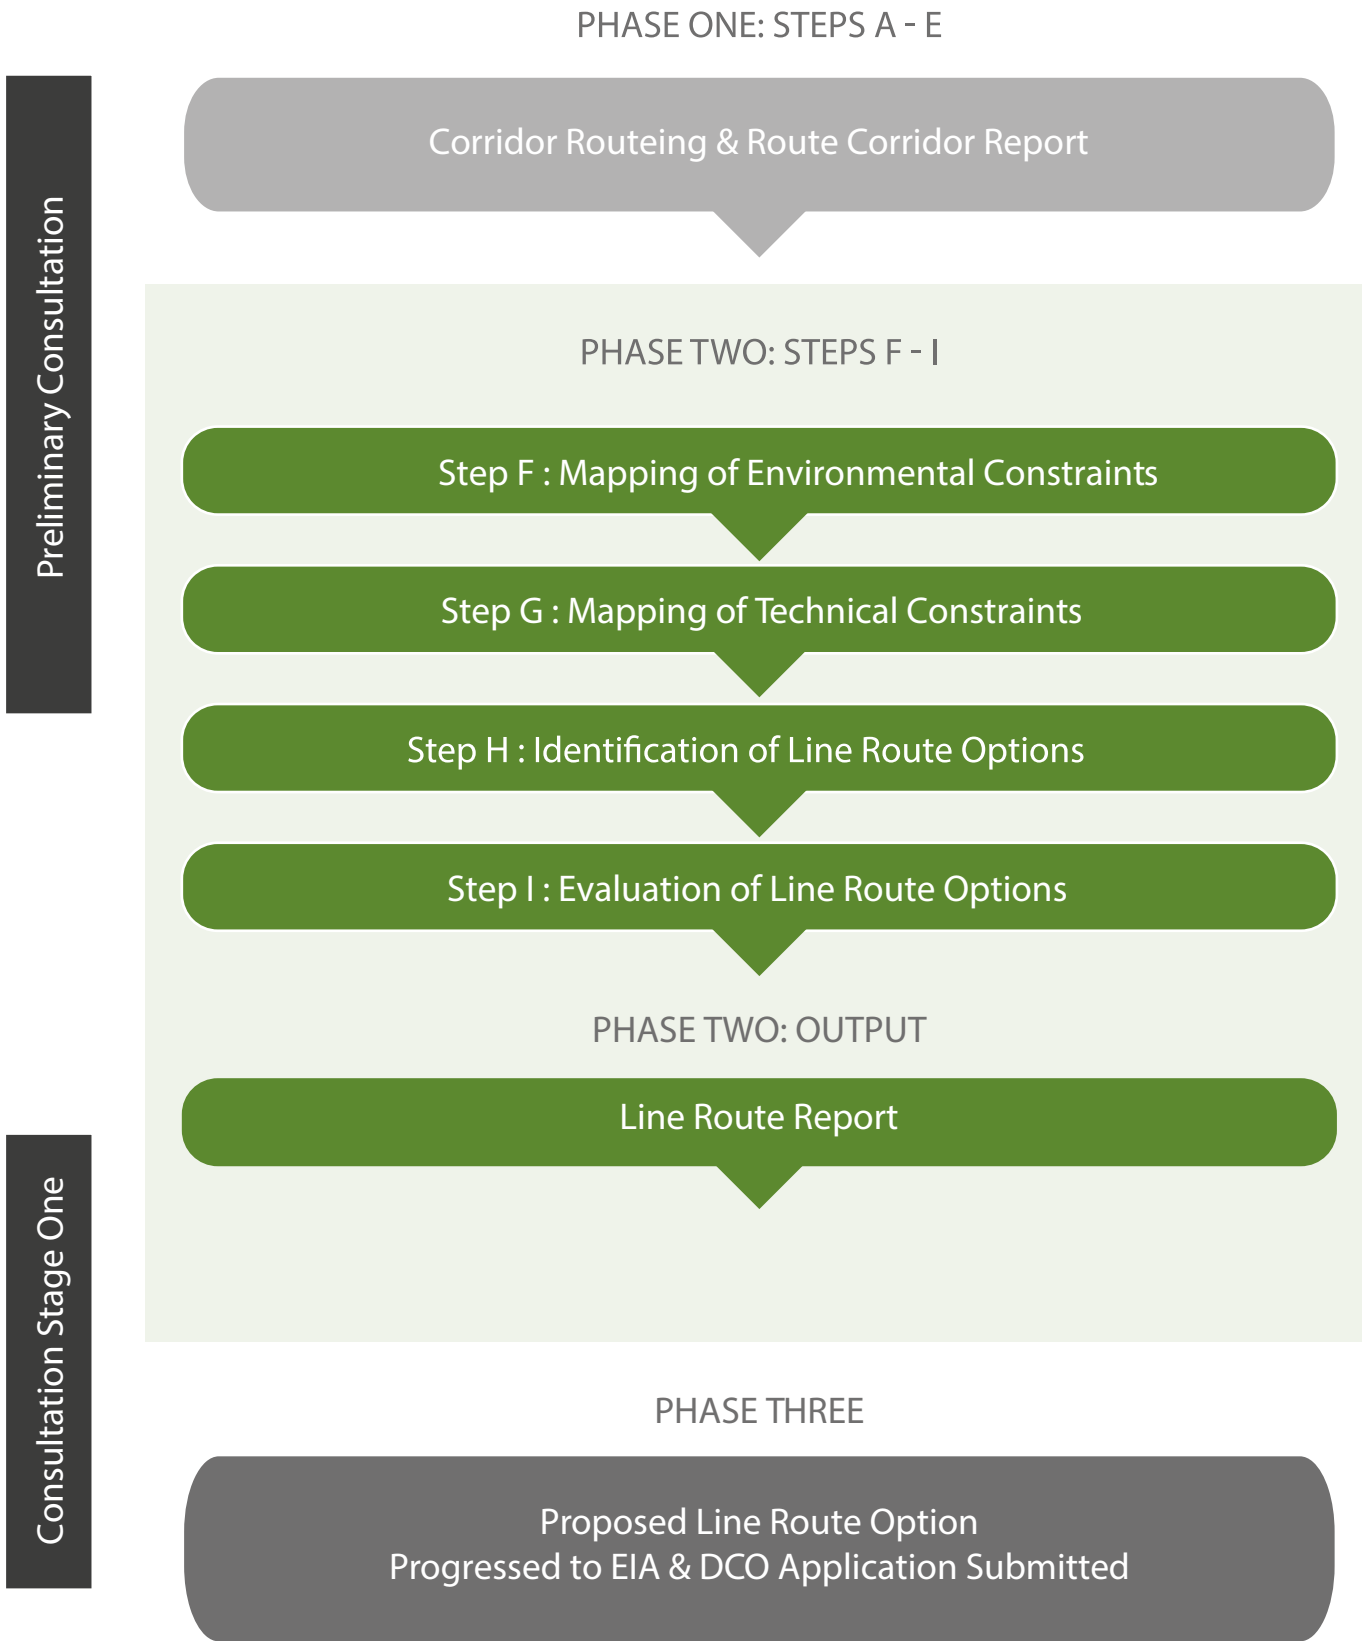 PHASE ONE: STEPS A - E
Corridor Routeing & Route Corridor Report
Preliminary Consultation
PHASE TWO: STEPS F - I
Step F : Mapping of Environmental Constraints
Step G : Mapping of Technical Constraints
Step H : Identification of Line Route Options
Step I : Evaluation of Line Route Options
PHASE TWO: OUTPUT
Line Route Report
Consultation Stage One
PHASE THREE
Proposed Line Route Option
Progressed to EIA & DCO Application Submitted